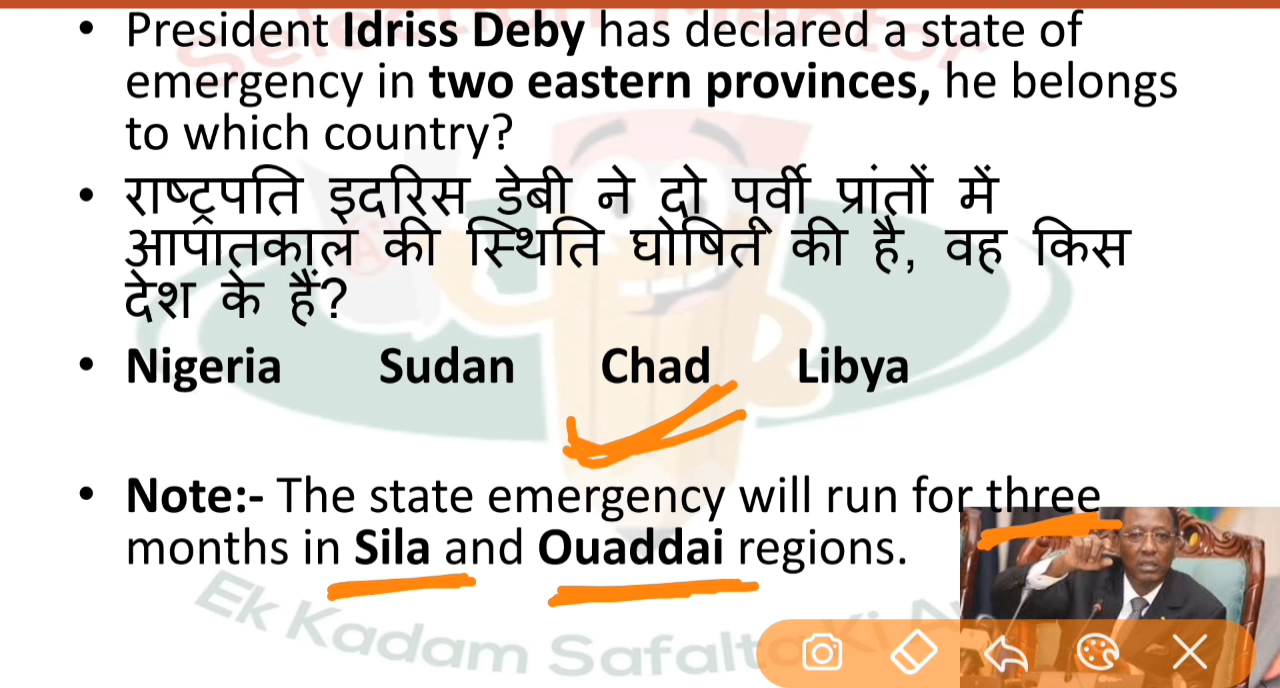 • President Idriss Deby has declared a state of
emergency in two eastern provinces, he belongs
to which country?
• राष्ट्रपति इदरिस डेबी ने दो पूर्वी प्रांतों में
आपातकाल की स्थिति घोषित की है, वह किस
देश के हैं?
• Nigeria Sudan Chad Libya
• Note:- The state emergency will run for three
months in Sila and Ouaddai regions.
Ek Kadam Safalta Ki